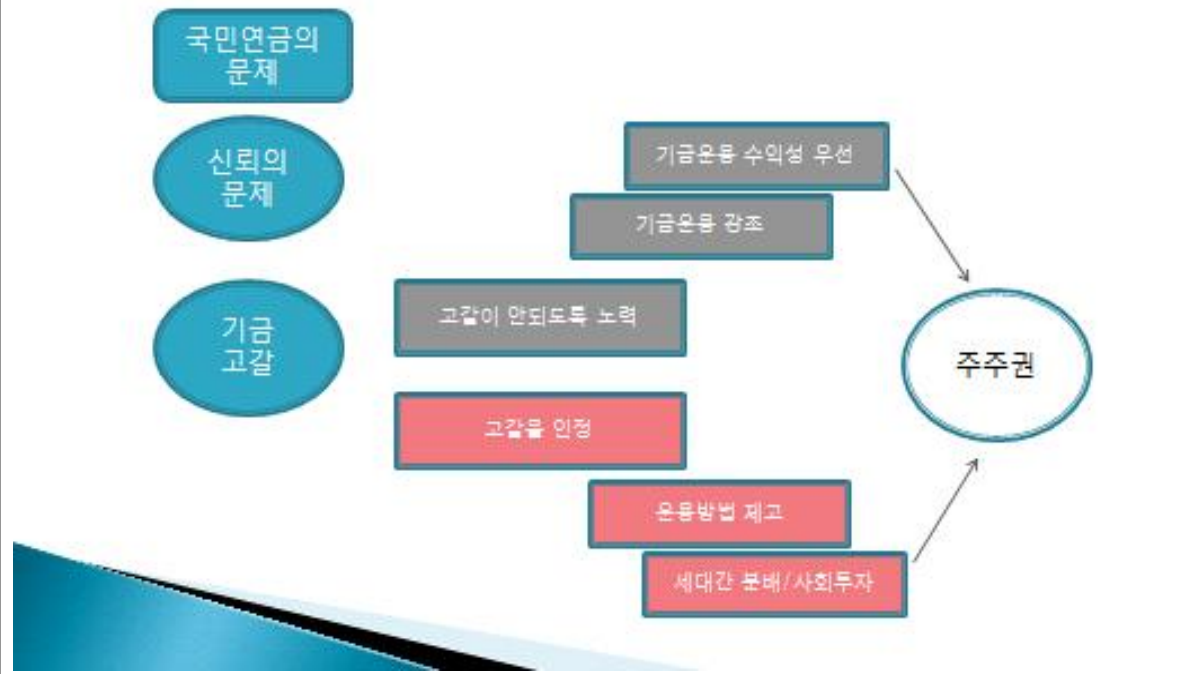 국민연금의
문제
신뢰의
문제
기금운용 수익성 우선
기금운용 강조
기금
고갈
고갈이 안되도록 노력
주주권
고갈을 인정
운용방법 제고
세대간 분배/사회투자